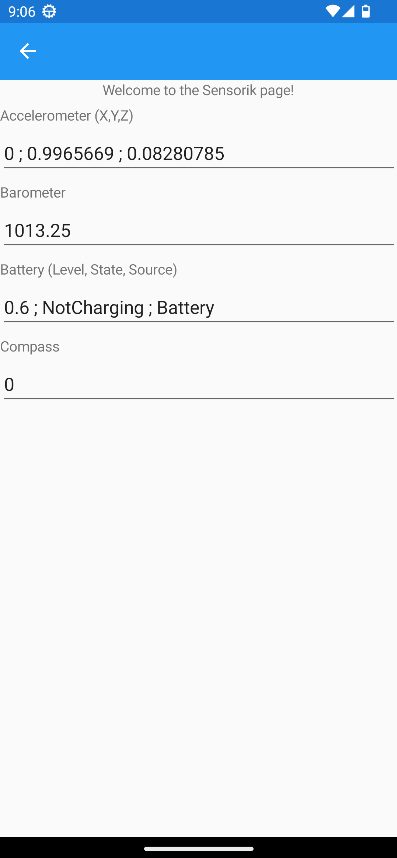 9:06
Welcome to the Sensorik page!
Accelerometer (X,Y,Z)
0 ; 0.9965669 ; 0.08280785
Barometer
1013.25
Battery (Level, State, Source)
0.6 ; NotCharging ; Battery
Compass
0